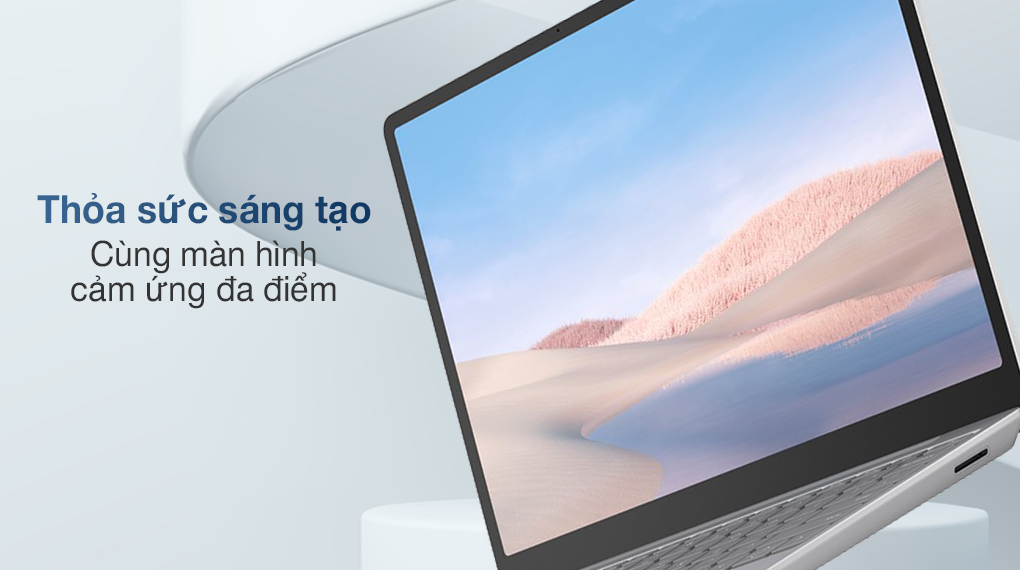 Thỏa sức sáng tạo
Cùng màn hình
cảm ứng đa điểm